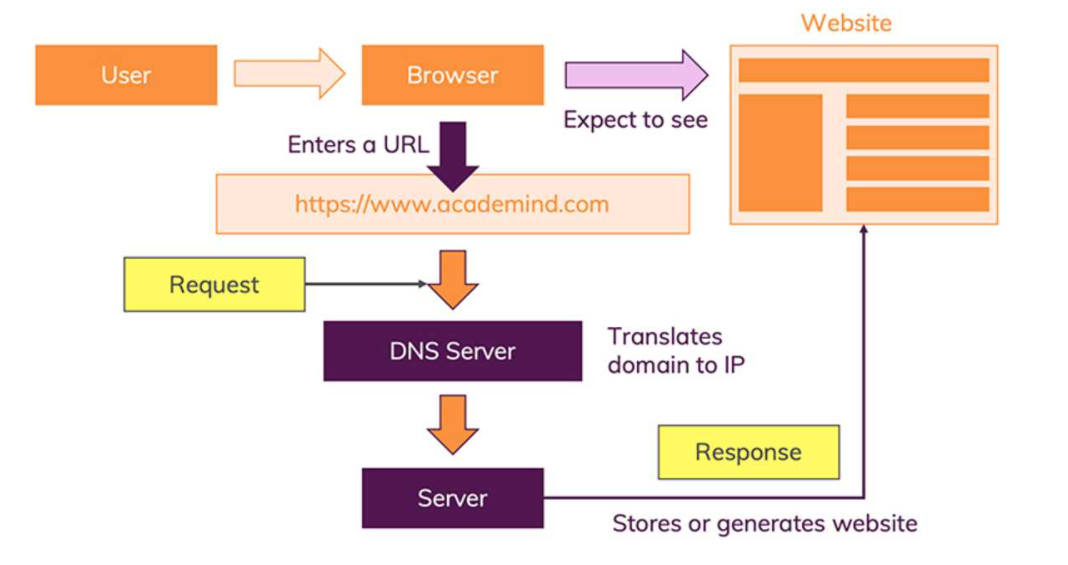 Website
User
Browser
Expect to see
Enters a URL
https://www.academind.com
Request
DNS Server
Translates
domain to IP
Response
Server
Stores or generates website